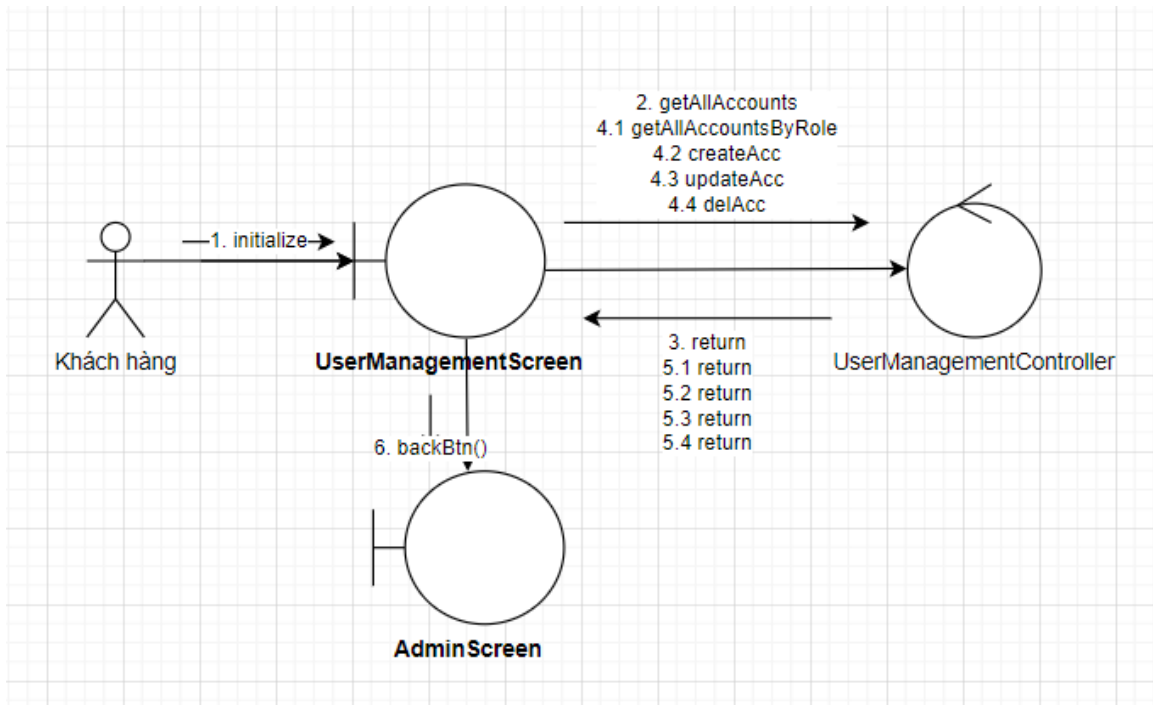 2. getAllAccounts
4.1 getAllAccountsByRole
4.2 createAcc
4.3 updateAcc
4.4 delAcc
1. initialize
Khách hàng
UserManagementScreen
UserManagementController
3. return
5.1 return
5.2 return
5.3 return
5.4 return
6. backBtn()
AdminScreen